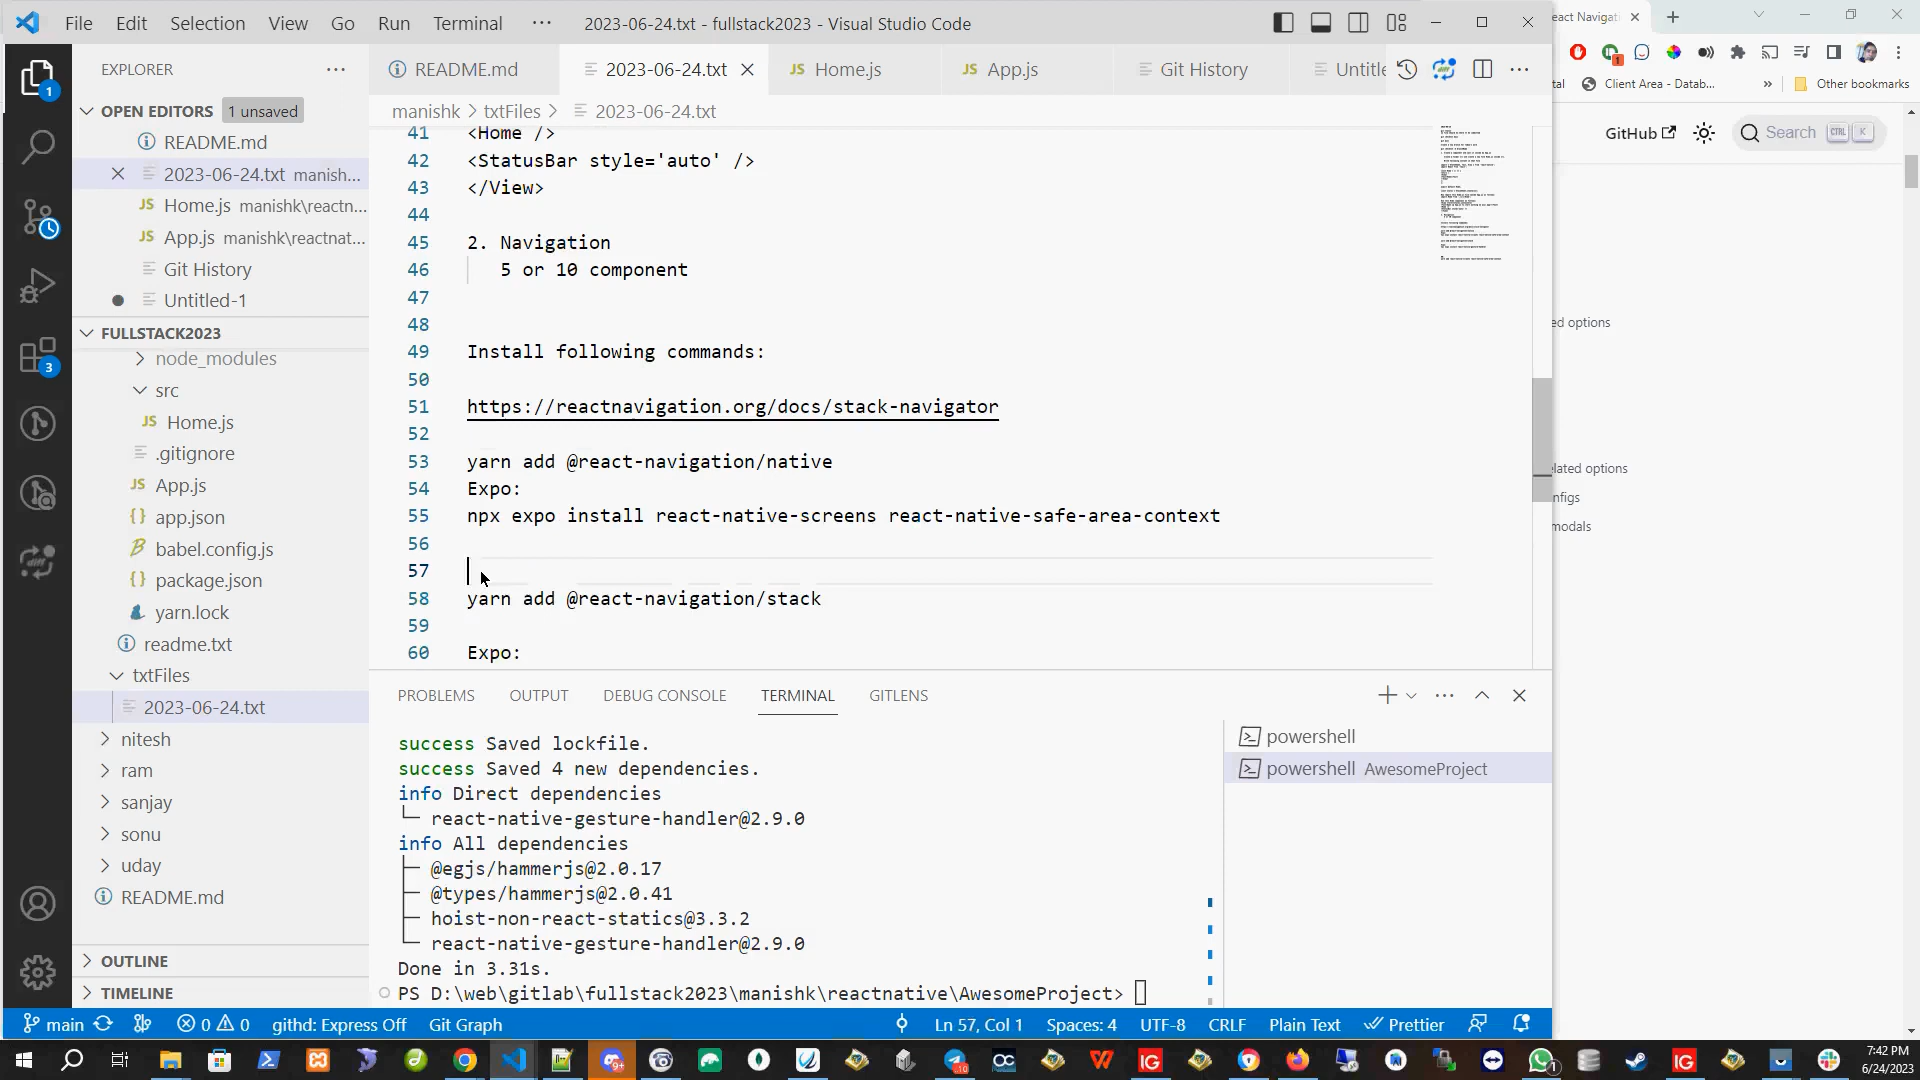 File Edit Selection View Go Run Terminal ··· 2023-06-24.txt - fullstack2023 - Visual Studio Code
EXPLORER
OPEN EDITORS 1 unsaved
README.md
2023-06-24.txt manishk...
Home.js manishk\reactn...
App.js manishk\reactnat...
Git History
Untitled-1
FULLSTACK2023
node_modules
src
Home.js
.gitignore
App.js
app.json
babel.config.js
package.json
yarn.lock
readme.txt
txtFiles
2023-06-24.txt
nitesh
ram
sanjay
sonu
uday
README.md
OUTLINE
TIMELINE
README.md 2023-06-24.txt Home.js App.js Git History Untitle
manishk > txtFiles > 2023-06-24.txt
41 <Home />
42 <StatusBar style='auto' />
43 </View>
44
45 2. Navigation
46 5 or 10 component
47
48
49 Install following commands:
50
51 https://reactnavigation.org/docs/stack-navigator
52
53 yarn add @react-navigation/native
54 Expo:
55 npx expo install react-native-screens react-native-safe-area-context
56
57
58 yarn add @react-navigation/stack
59
60 Expo:
PROBLEMS OUTPUT DEBUG CONSOLE TERMINAL GITLENS
success Saved lockfile.
success Saved 4 new dependencies.
info Direct dependencies
└─ react-native-gesture-handler@2.9.0
info All dependencies
├─ @egjs/hammerjs@2.0.17
├─ @types/hammerjs@2.0.41
├─ hoist-non-react-statics@3.3.2
└─ react-native-gesture-handler@2.9.0
Done in 3.31s.
PS D:\web\gitlab\fullstack2023\manishk\reactnative\AwesomeProject>
powershell
powershell AwesomeProject
main 0 0 githd: Express Off Git Graph Ln 57, Col 1 Spaces: 4 UTF-8 CRLF Plain Text Prettier
eact Navigat
tal Client Area - Datab... » Other bookmarks
GitHub Search CTRL K
ed options
elated options
nfigs
modals
7:42 PM
6/24/2023